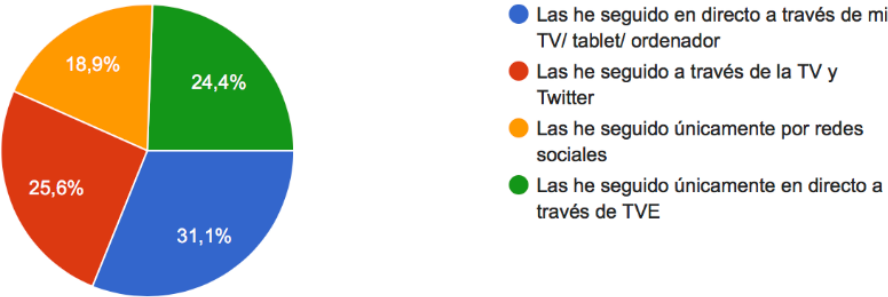 18,9%
24,4%
25,6%
31,1%
Las he seguido en directo a través de mi
TV/ tablet/ ordenador
Las he seguido a través de la TV y
Twitter
Las he seguido únicamente por redes
sociales
Las he seguido únicamente en directo a
través de TVE